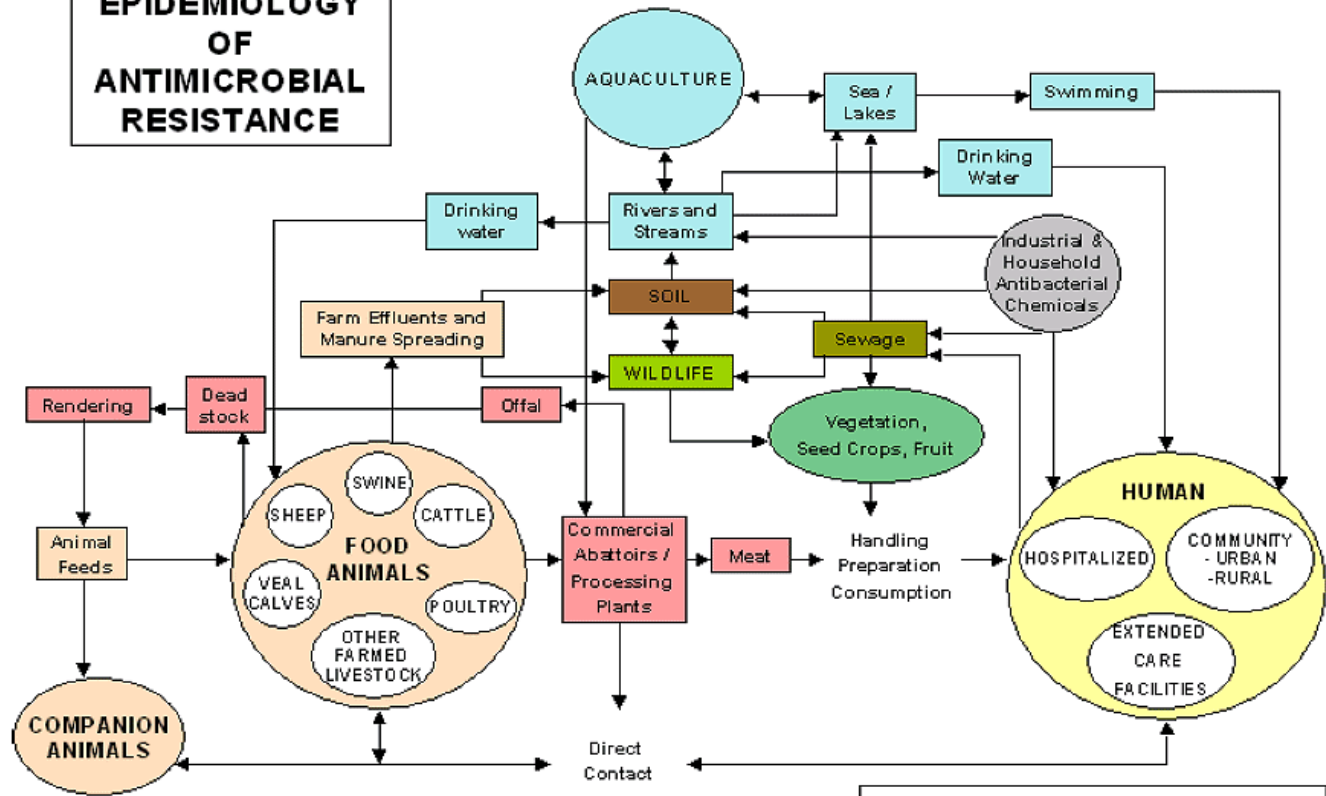 EPIDEMIOLOGY
OF
ANTIMICROBIAL
RESISTANCE
AQUACULTURE
Sea /
Lakes
Swimming
Drinking
Water
Drinking
water
Rivers and
Streams
Industrial &
Household
Antibacterial
Chemicals
SOIL
Farm Effluents and
Manure Spreading
Sewage
WILDLIFE
Rendering
Dead
stock
Offal
Vegetation,
Seed Crops, Fruit
SWINE
SHEEP
CATTLE
FOOD
ANIMALS
VEAL
CALVES
POULTRY
OTHER
FARMED
LIVESTOCK
Animal
Feeds
Commercial
Abattoirs /
Processing
Plants
Meat
Handling
Preparation
Consumption
HUMAN
HOSPITALIZED
COMMUNITY
- URBAN
-RURAL
EXTENDED
CARE
FACILITIES
COMPANION
ANIMALS
Direct
Contact